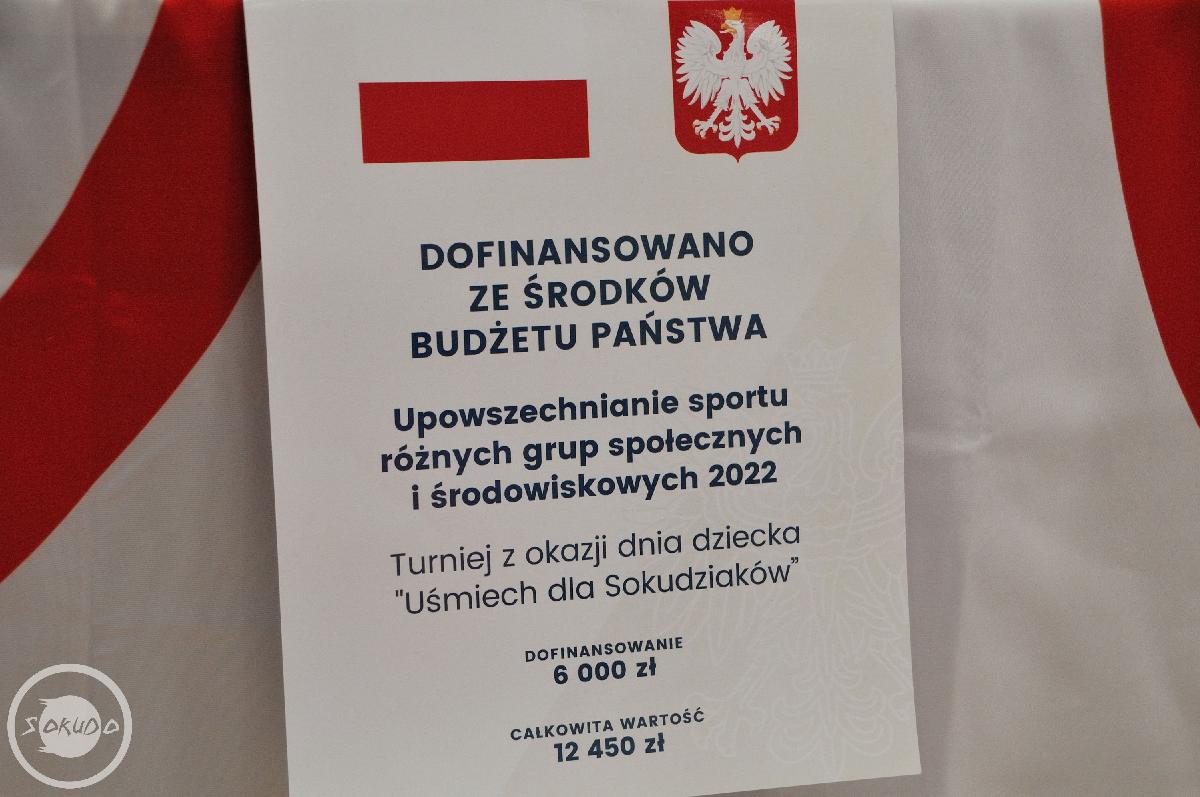 DOFINANSOWANO
ZE ŚRODKÓW
BUDŻETU PAŃSTWA
Upowszechnianie sportu
różnych grup społecznych
i środowiskowych 2022
Turniej z okazji dnia dziecka
"Uśmiech dla Sokudziaków”
DOFINANSOWANIE
6 000 zł
CAŁKOWITA WARTOŚĆ
12 450 zł
SOKUDO